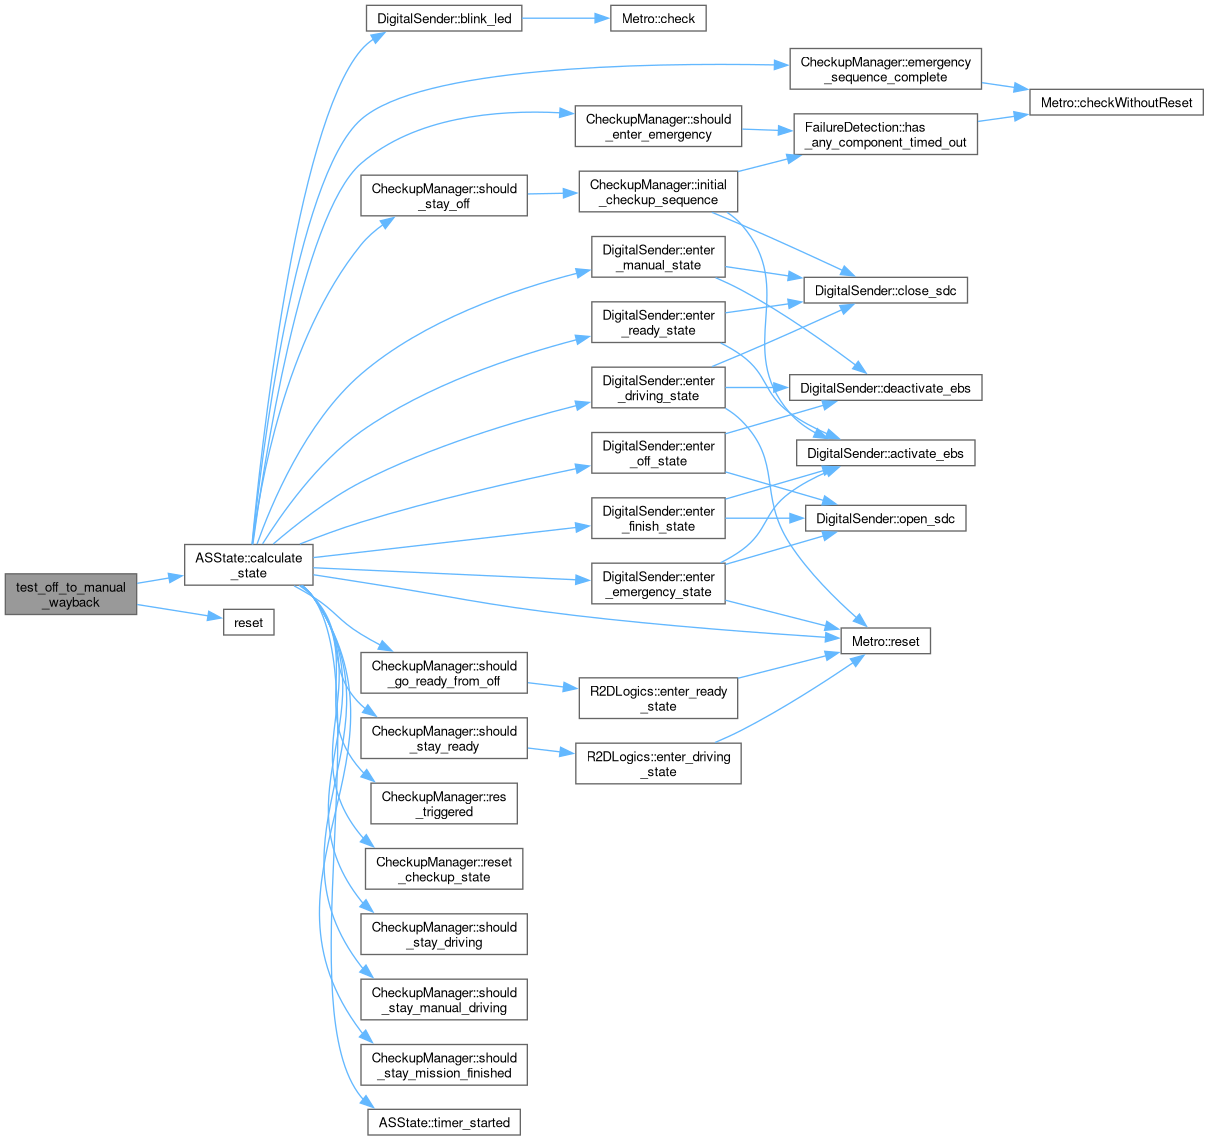 DigitalSender::blink_led
Metro::check
CheckupManager::emergency
_sequence_complete
Metro::checkWithoutReset
CheckupManager::should
_enter_emergency
FailureDetection::has
_any_component_timed_out
CheckupManager::should
_stay_off
CheckupManager::initial
_checkup_sequence
DigitalSender::enter
_manual_state
DigitalSender::close_sdc
DigitalSender::enter
_ready_state
DigitalSender::enter
_driving_state
DigitalSender::deactivate_ebs
DigitalSender::enter
_off_state
DigitalSender::activate_ebs
DigitalSender::enter
_finish_state
DigitalSender::open_sdc
ASState::calculate
_state
DigitalSender::enter
_emergency_state
test_off_to_manual
_wayback
reset
Metro::reset
CheckupManager::should
_go_ready_from_off
R2DLogics::enter_ready
_state
CheckupManager::should
_stay_ready
R2DLogics::enter_driving
_state
CheckupManager::res
_triggered
CheckupManager::reset
_checkup_state
CheckupManager::should
_stay_driving
CheckupManager::should
_stay_manual_driving
CheckupManager::should
_stay_mission_finished
ASState::timer_started